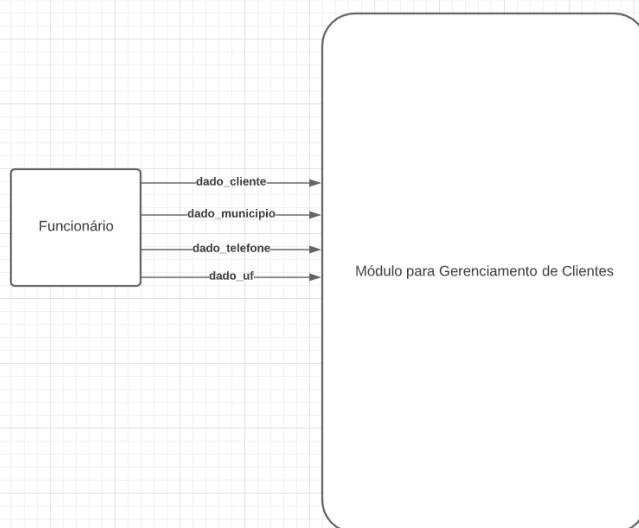 dado_cliente
dado_municipio
Funcionário
dado_telefone
dado_uf
Módulo para Gerenciamento de Clientes